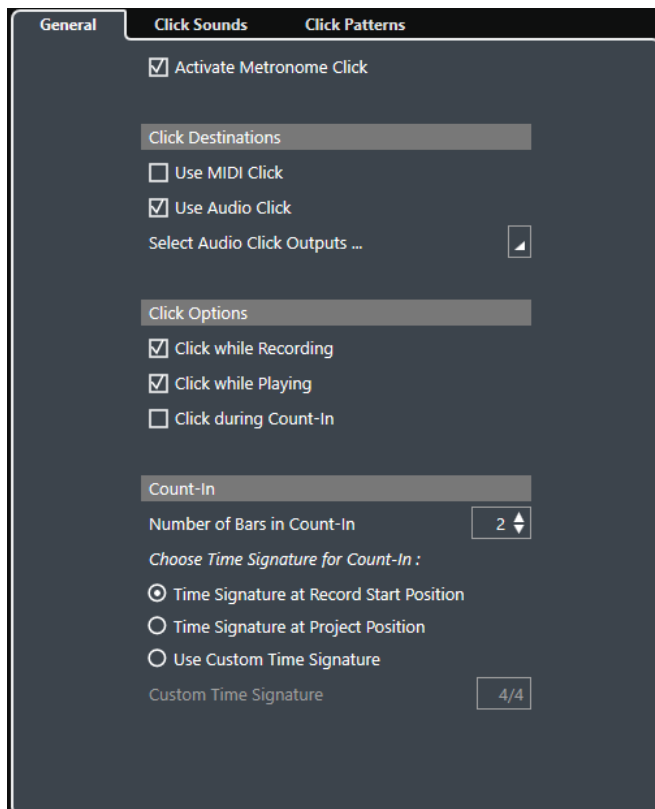 General Click Sounds Click Patterns
Activate Metronome Click
Click Destinations
Use MIDI Click
Use Audio Click
Select Audio Click Outputs ...
Click Options
Click while Recording
Click while Playing
Click during Count-In
Count-In
Number of Bars in Count-In 2
Choose Time Signature for Count-In :
Time Signature at Record Start Position
Time Signature at Project Position
Use Custom Time Signature
Custom Time Signature 4/4